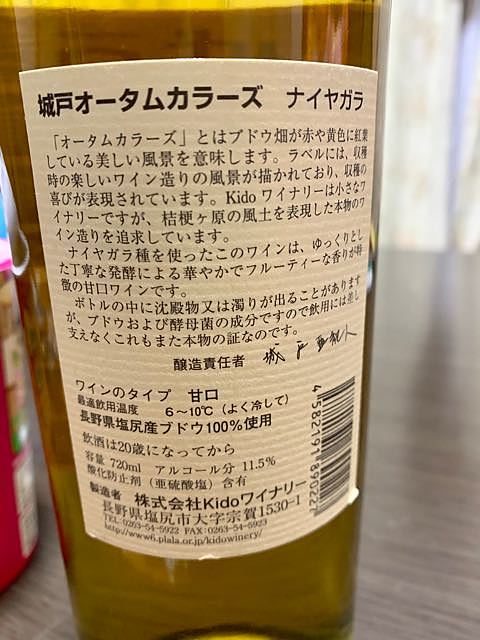 城戸オータムカラーズ ナイヤガラ
「オータムカラーズ」とはブドウ畑が赤や黄色に紅葉
している美しい風景を意味します。ラベルには、収穫
時の楽しいワイン造りの風景が描かれており、収穫の
喜びが表現されています。Kido ワイナリーは小さなワ
イナリーですが、桔梗ヶ原の風土を表現した本物のワ
イン造りを追求しています。
ナイヤガラ種を使ったこのワインは、ゆっくりとし
た丁寧な発酵による華やかでフルーティーな香りが特
徴の甘口ワインです。
ボトルの中に沈殿物又は濁りが出ることがあります
が、ブドウおよび酵母菌の成分ですので飲用には差し
支えなくこれもまた本物の証なのです。
醸造責任者 城戸
ワインのタイプ 甘口
最適飲用温度 6～10℃（よく冷して）
長野県塩尻産ブドウ100％使用
飲酒は20歳になってから
容量 720ml アルコール分 11.5%
酸化防止剤（亜硫酸塩）含有
製造者 株式会社Kidoワイナリー
長野県塩尻市大字宗賀1530-1
TEL:0263-54-5922 FAX:0263-54-5923
http://www6.plala.or.jp/kidowinery/